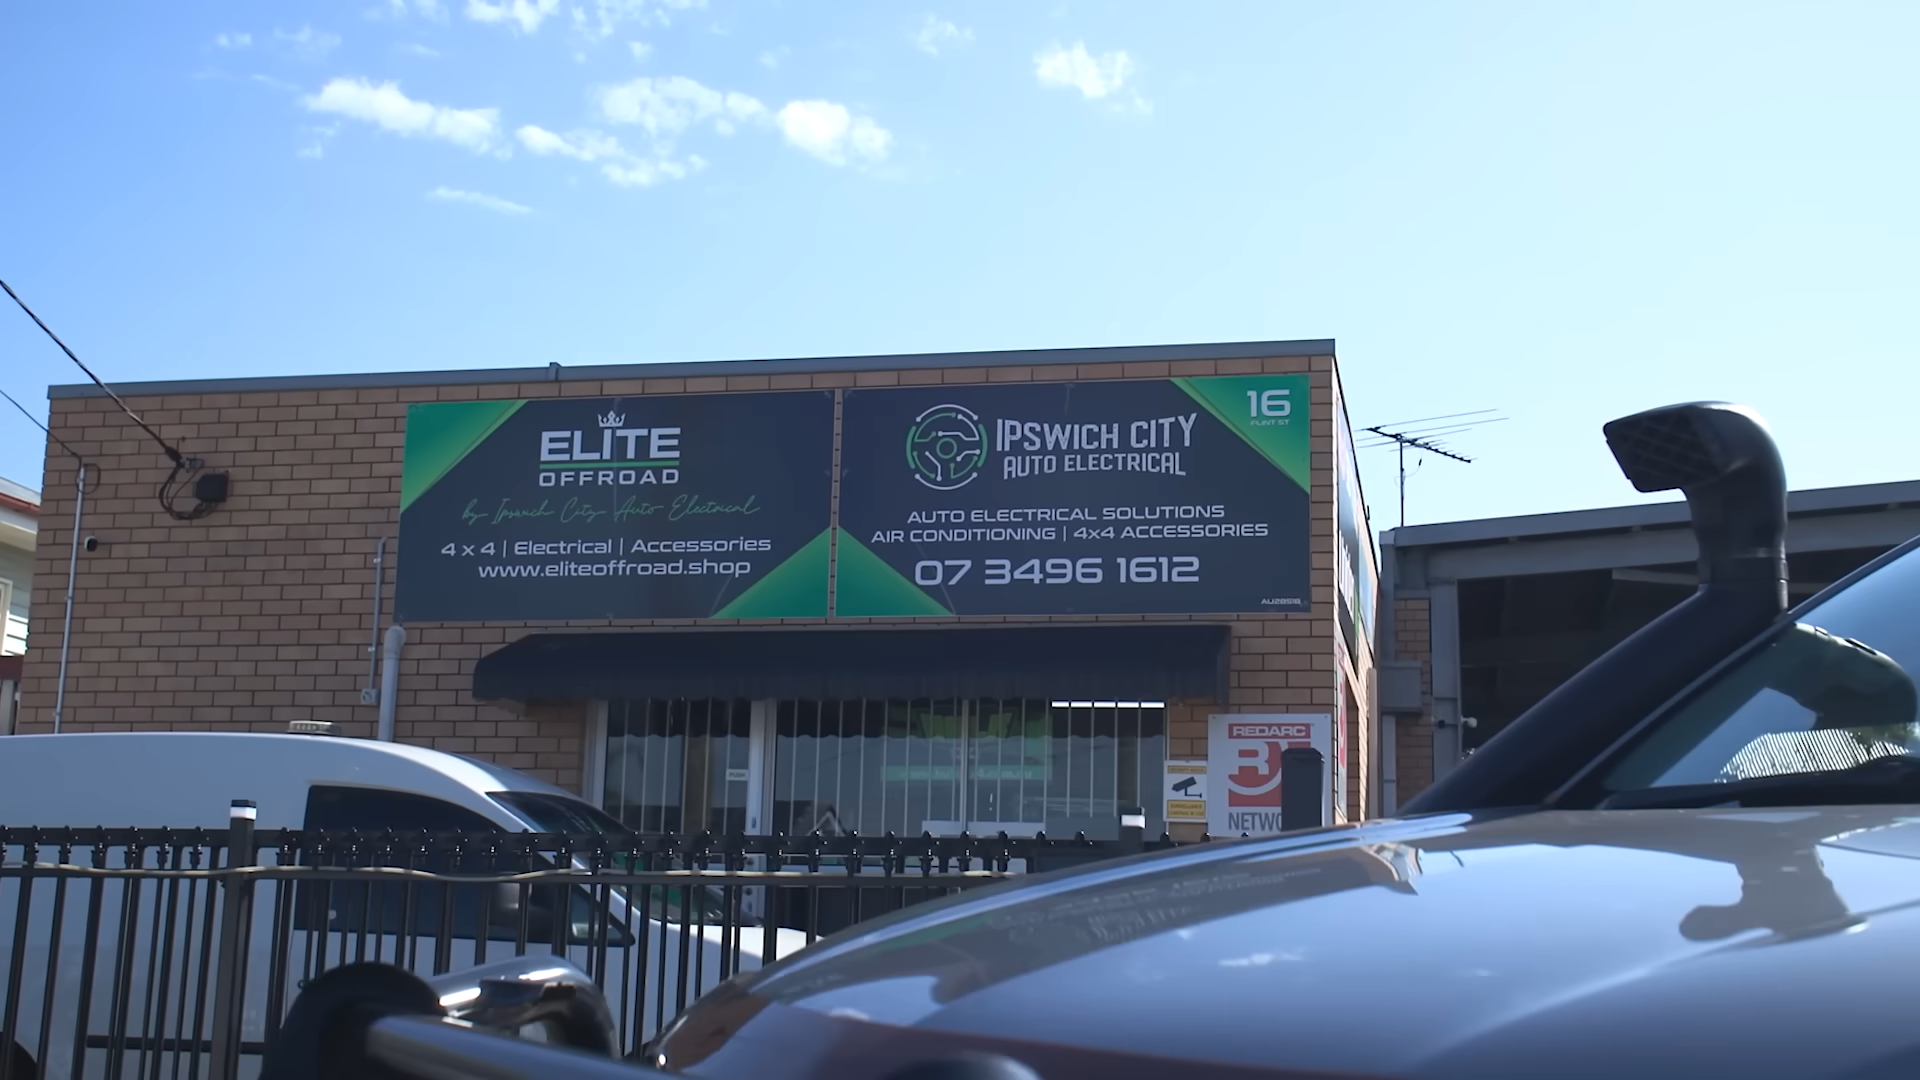 ELITE
OFFROAD
by Ipswich City Auto Electrical
4 x 4 | Electrical | Accessories
www.eliteoffroad.shop
16
FLINT ST
IPSWICH CITY
AUTO ELECTRICAL
AUTO ELECTRICAL SOLUTIONS
AIR CONDITIONING | 4x4 ACCESSORIES
07 3496 1612
PUSH
REDARC
R